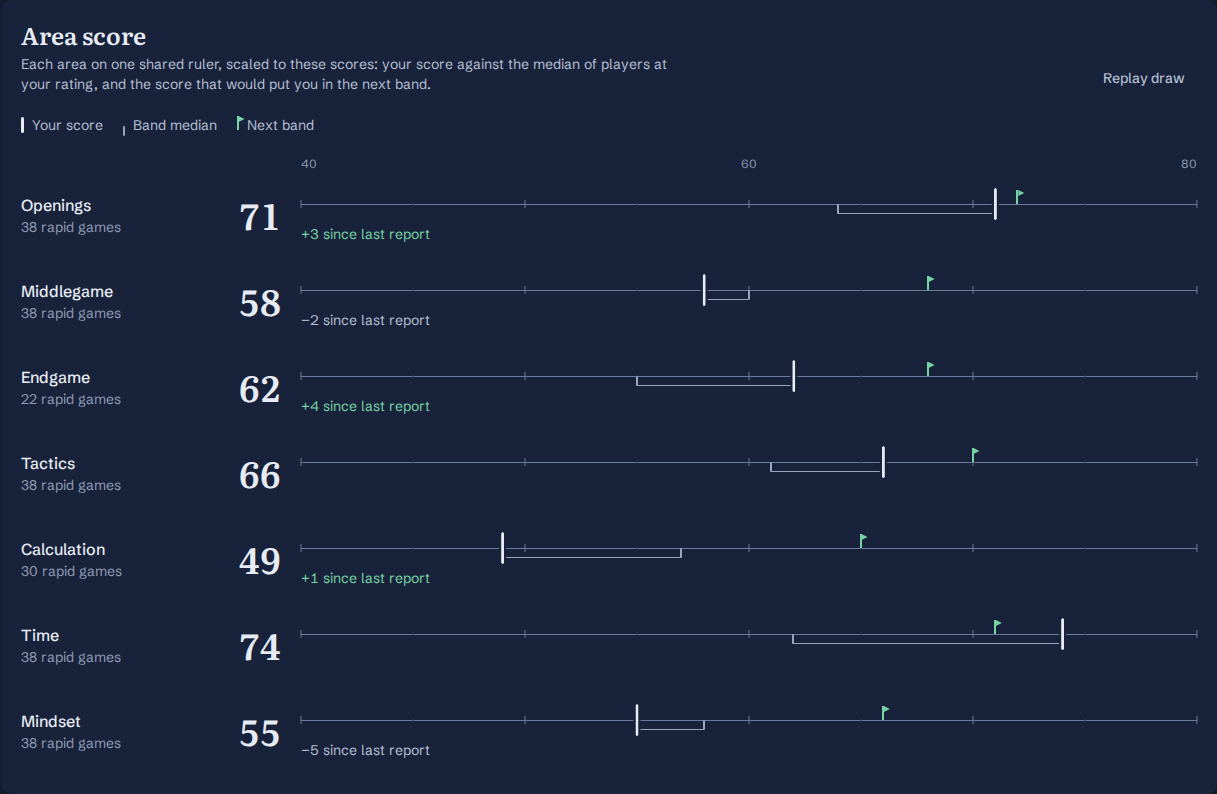 Area score
Each area on one shared ruler, scaled to these scores: your score against the median of players at
your rating, and the score that would put you in the next band.
Replay draw
Your score
Band median
Next band
40
60
80
Openings
38 rapid games
71
+3 since last report
Middlegame
38 rapid games
58
−2 since last report
Endgame
22 rapid games
62
+4 since last report
Tactics
38 rapid games
66
Calculation
30 rapid games
49
+1 since last report
Time
38 rapid games
74
Mindset
38 rapid games
55
−5 since last report